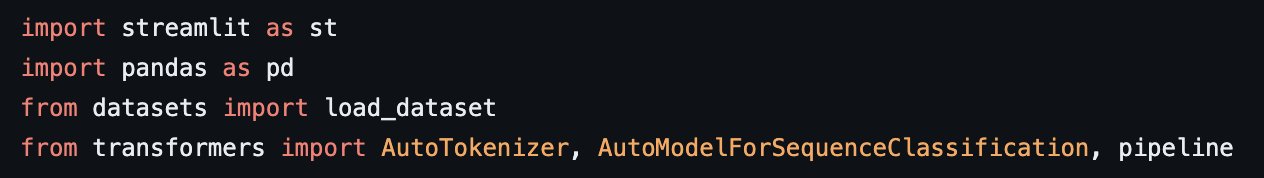 import streamlit as st
import pandas as pd
from datasets import load_dataset
from transformers import AutoTokenizer, AutoModelForSequenceClassification, pipeline